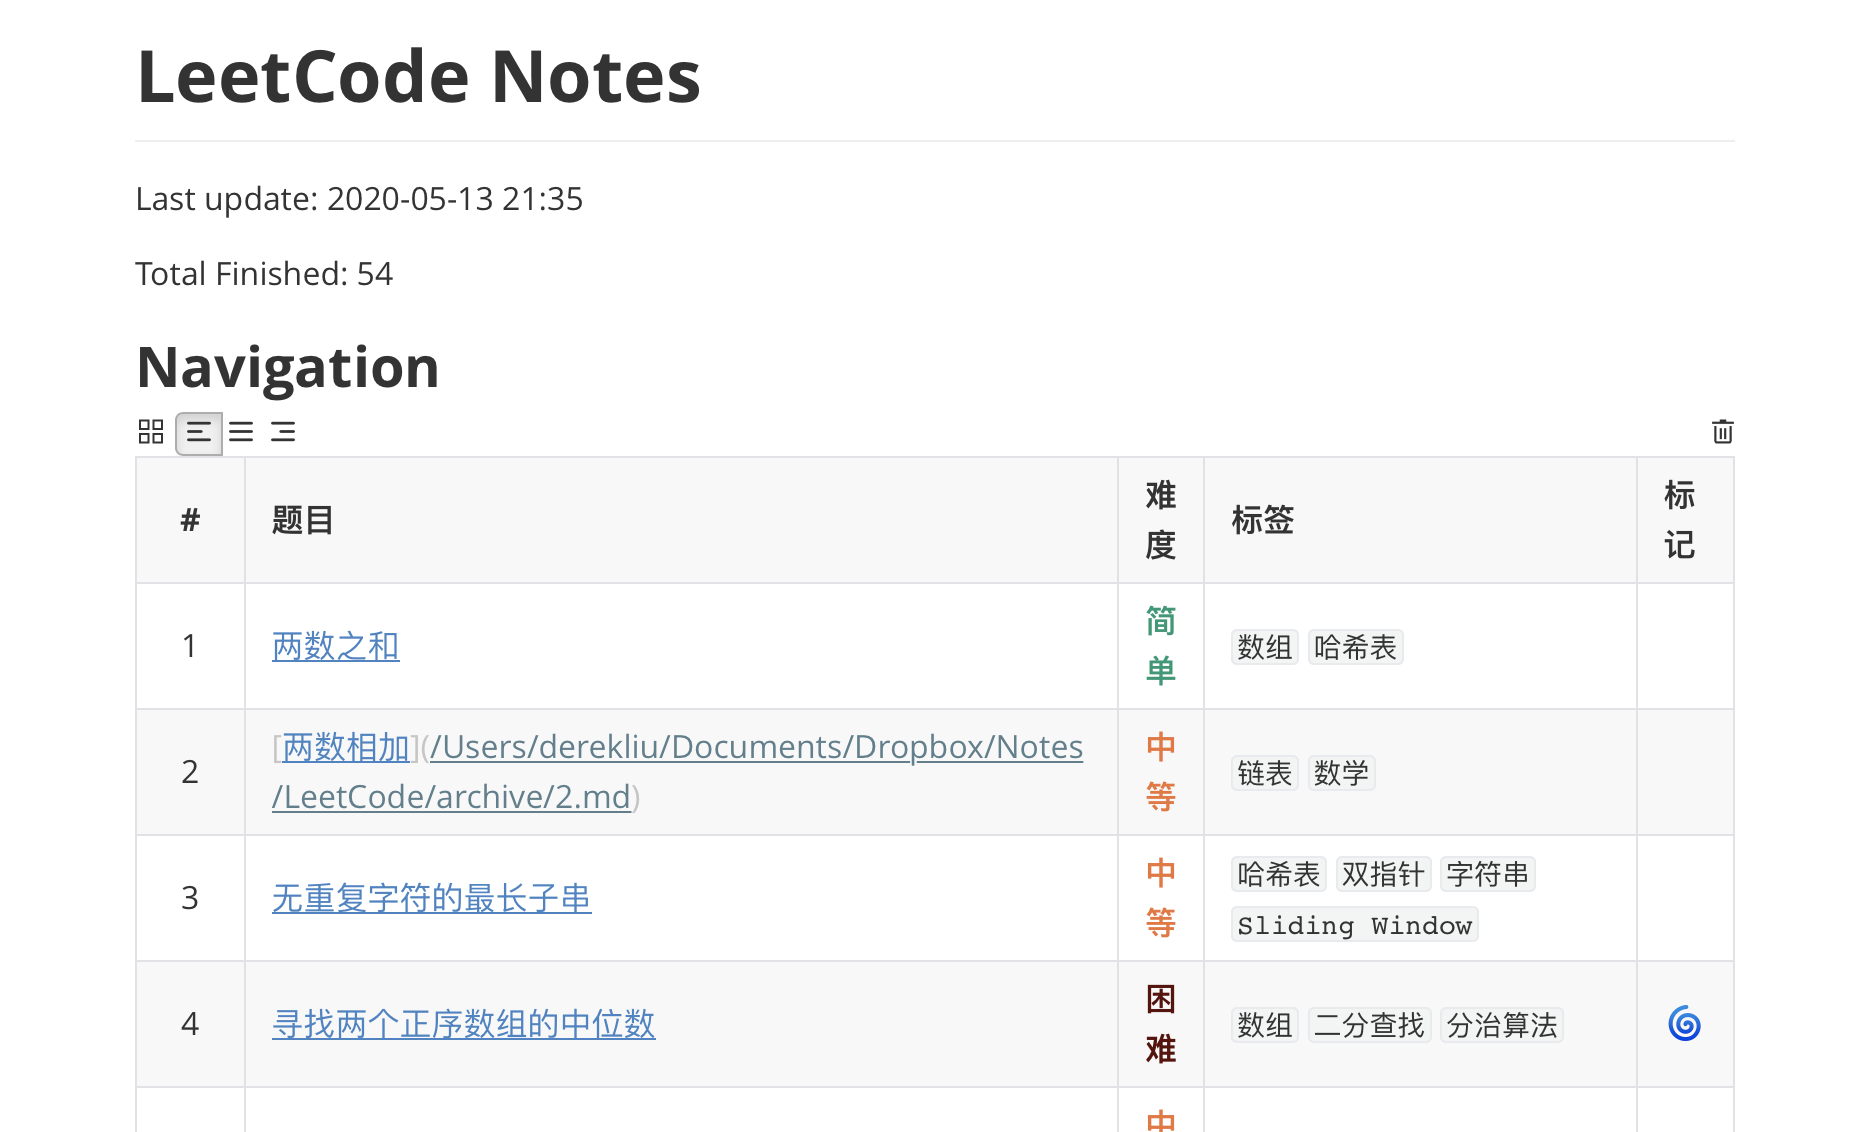 LeetCode Notes
Last update: 2020-05-13 21:35
Total Finished: 54
Navigation
# 题目 难度 标签 标记
1 两数之和 简单 数组 哈希表
2 [两数相加](/Users/derekliu/Documents/Dropbox/Notes
/LeetCode/archive/2.md) 中等 链表 数学
3 无重复字符的最长子串 中等 哈希表 双指针 字符串
Sliding Window
4 寻找两个正序数组的中位数 困难 数组 二分查找 分治算法
中